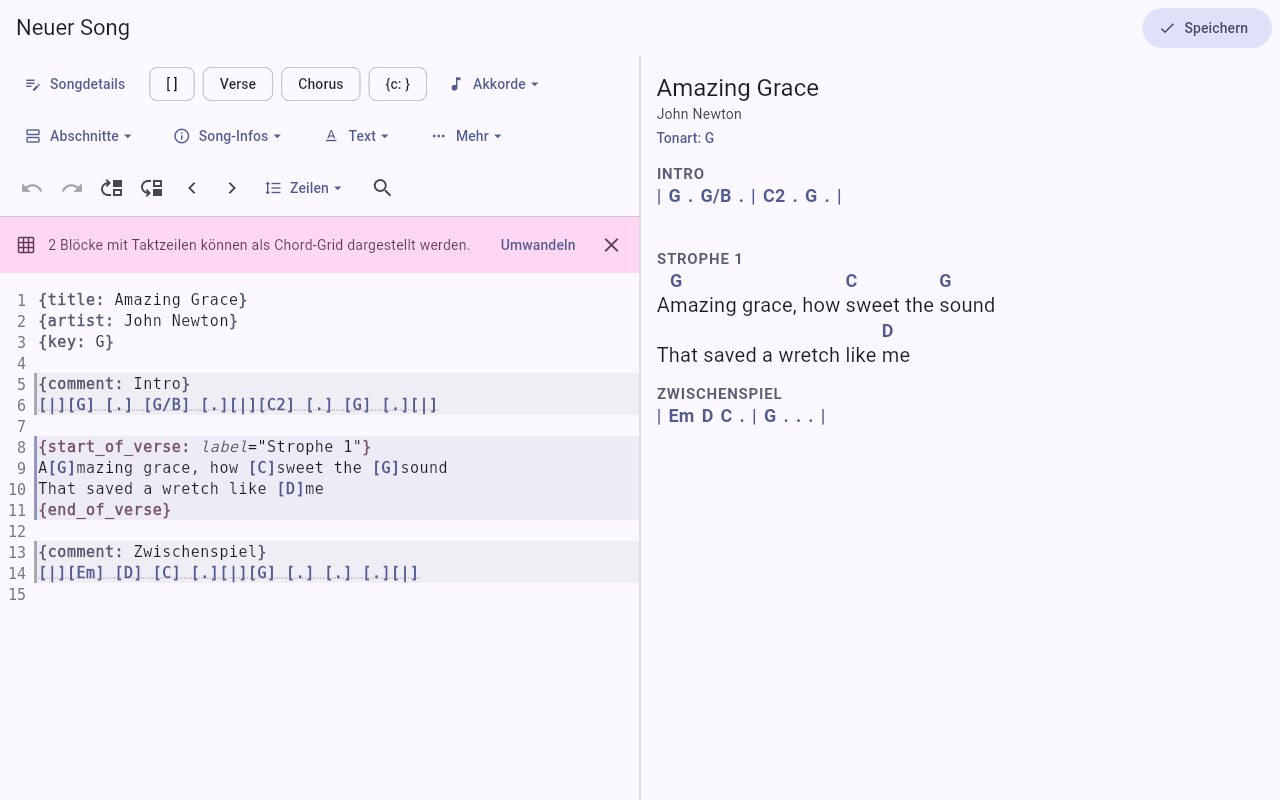 Neuer Song
Speichern
Songdetails [ ] Verse Chorus {c: } Akkorde
Abschnitte Song-Infos Text Mehr
Zeilen
2 Blöcke mit Taktzeilen können als Chord-Grid dargestellt werden. Umwandeln
1 {title: Amazing Grace}
2 {artist: John Newton}
3 {key: G}
4
5 {comment: Intro}
6 [|][G] [.] [G/B] [.][|][C2] [.] [G] [.][|]
7
8 {start_of_verse: label="Strophe 1"}
9 A[G]mazing grace, how [C]sweet the [G]sound
10 That saved a wretch like [D]me
11 {end_of_verse}
12
13 {comment: Zwischenspiel}
14 [|][Em] [D] [C] [.][|][G] [.] [.] [.][|]
15
Amazing Grace
John Newton
Tonart: G
INTRO
| G . G/B . | C2 . G . |
STROPHE 1
G C G
Amazing grace, how sweet the sound
D
That saved a wretch like me
ZWISCHENSPIEL
| Em D C . | G . . . |